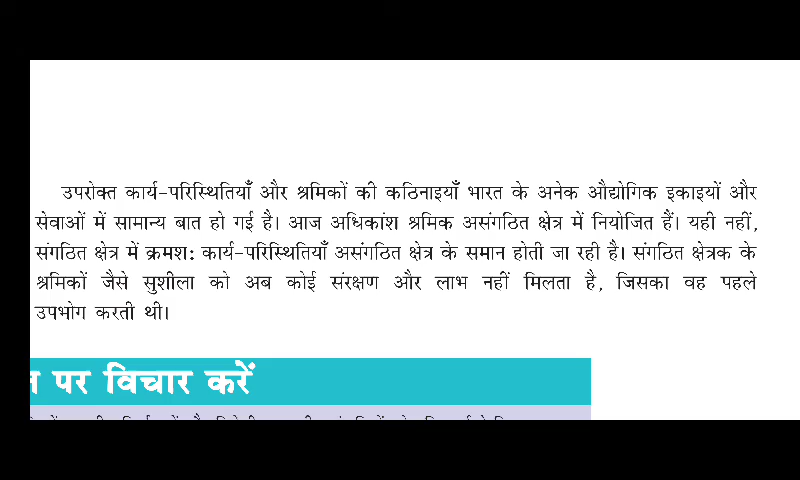 उपरोक्त कार्य-परिस्थितियाँ और श्रमिकों की कठिनाइयाँ भारत के अनेक औद्योगिक इकाइयों और
सेवाओं में सामान्य बात हो गई है। आज अधिकांश श्रमिक असंगठित क्षेत्र में नियोजित हैं। यही नहीं,
संगठित क्षेत्र में क्रमशः कार्य-परिस्थितियाँ असंगठित क्षेत्र के समान होती जा रही है। संगठित क्षेत्रक के
श्रमिकों जैसे सुशीला को अब कोई संरक्षण और लाभ नहीं मिलता है, जिसका वह पहले
उपभोग करती थी।
पर विचार करें